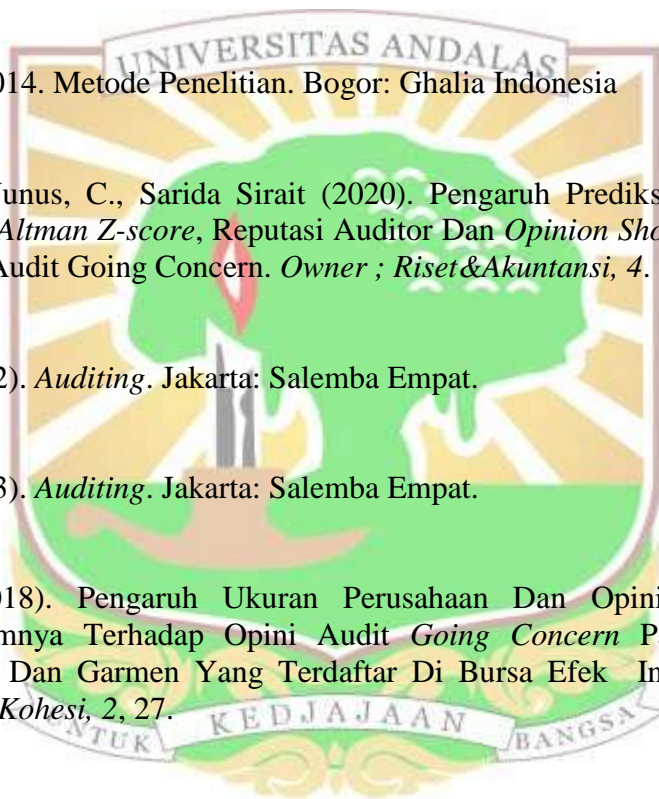 UNIVERSITAS ANDALAS
014. Metode Penelitian. Bogor: Ghalia Indonesia
Junus, C., Sarida Sirait (2020). Pengaruh Prediks
Altman Z-score, Reputasi Auditor Dan Opinion Sho
Audit Going Concern. Owner ; Riset&Akuntansi, 4.
2). Auditing. Jakarta: Salemba Empat.
3). Auditing. Jakarta: Salemba Empat.
018). Pengaruh Ukuran Perusahaan Dan Opini
mnya Terhadap Opini Audit Going Concern P
Dan Garmen Yang Terdaftar Di Bursa Efek In
Kohesi, 2, 27.
UNTUK KEDJAJAAN BANGSA